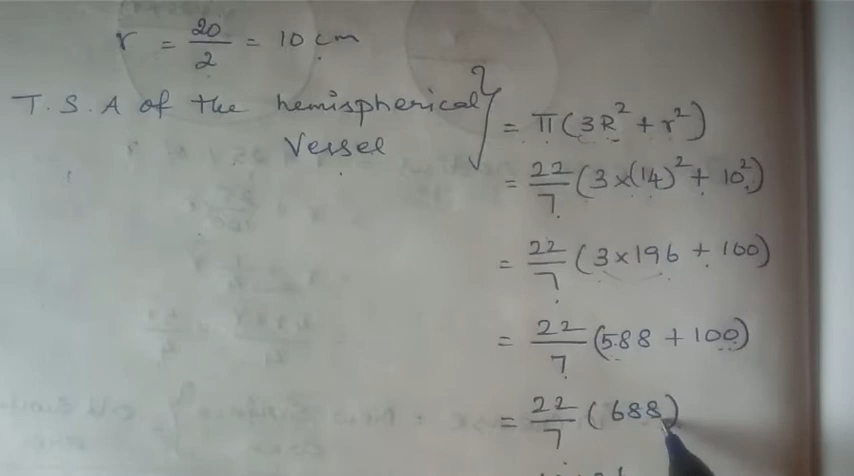 r = 20/2 = 10 cm
T.S.A of the hemispherical Vessel } = π(3R² + r²)
= 22/7 (3×(14)² + 10²)
= 22/7 (3×196 + 100)
= 22/7 (588 + 100)
= 22/7 (688)